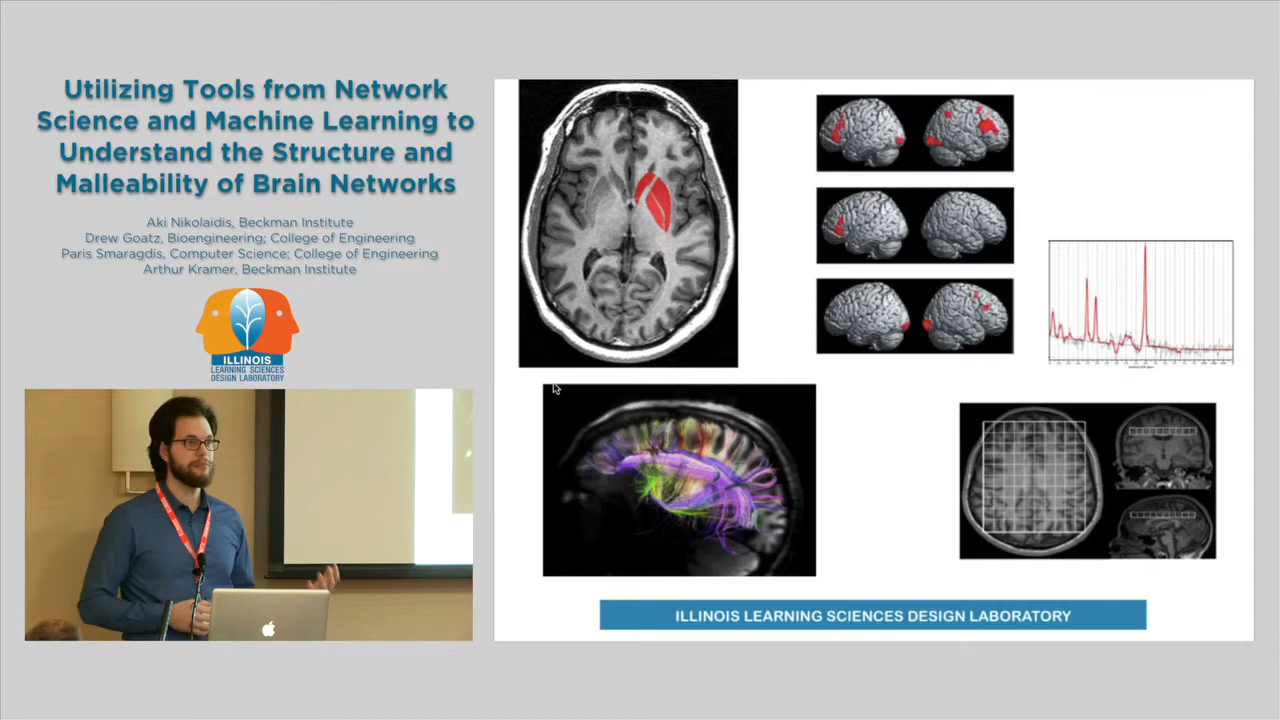 Utilizing Tools from Network
Science and Machine Learning to
Understand the Structure and
Malleability of Brain Networks
Aki Nikolaidis, Beckman Institute
Drew Goatz, Bioengineering; College of Engineering
Paris Smaragdis, Computer Science; College of Engineering
Arthur Kramer, Beckman Institute
ILLINOIS
LEARNING SCIENCES
DESIGN LABORATORY
ILLINOIS LEARNING SCIENCES DESIGN LABORATORY